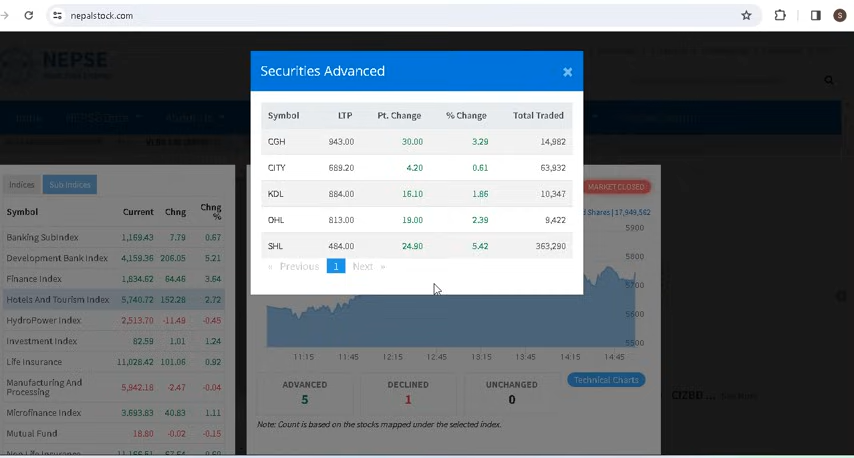 nepalstock.com
S
NEPSE
Securities Advanced ×
Symbol LTP Pt. Change % Change Total Traded
CGH 943.00 30.00 3.29 14,982
CITY 689.20 4.20 0.61 63,932
KDL 884.00 16.10 1.86 10,347
OHL 813.00 19.00 2.39 9,422
SHL 484.00 24.90 5.42 363,290
« Previous 1 Next »
Indices Sub Indices
Symbol Current Chng Chng %
Banking SubIndex 1,169.43 7.79 0.67
Development Bank Index 4,159.36 206.05 5.21
Finance Index 1,834.62 64.46 3.64
Hotels And Tourism Index 5,740.72 152.28 2.72
HydroPower Index 2,513.70 -11.49 -0.45
Investment Index 82.59 1.01 1.24
Life Insurance 11,028.42 101.06 0.92
Manufacturing And Processing 5,942.18 -2.47 -0.04
Microfinance Index 3,693.83 40.83 1.11
Mutual Fund 18.80 -0.02 -0.15
Non Life Insurance
MARKET CLOSED
d Shares | 17,949,562
5900
5800
5700
5600
5500
11:15 11:45 12:15 12:45 13:15 13:45 14:15 14:45
ADVANCED DECLINED UNCHANGED
5 1 0
Technical Charts
Note: Count is based on the stocks mapped under the selected index.